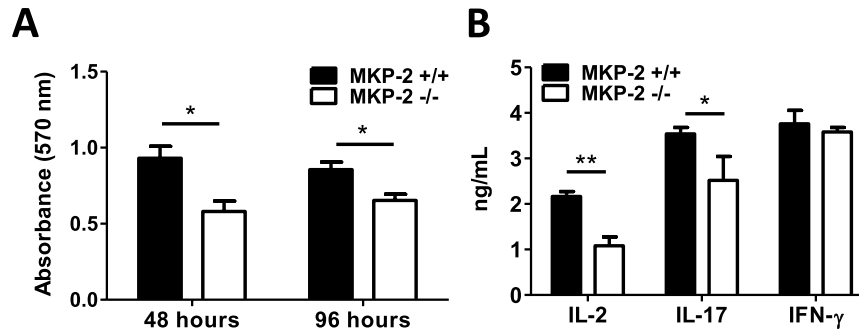 A
Absorbance (570 nm)
1.5
1.0
0.5
0.0
MKP-2 +/+
MKP-2 -/-
*
*
48 hours
96 hours
B
ng/mL
5
4
3
2
1
0
MKP-2 +/+
MKP-2 -/-
**
*
IL-2
IL-17
IFN-γ